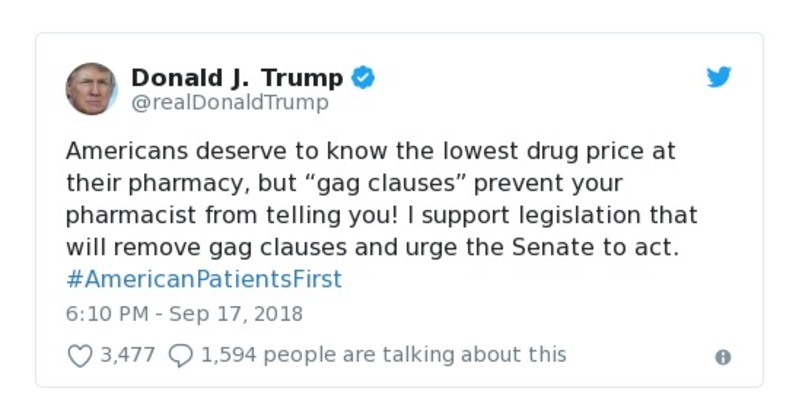 Donald J. Trump
@realDonaldTrump
Americans deserve to know the lowest drug price at
their pharmacy, but “gag clauses” prevent your
pharmacist from telling you! I support legislation that
will remove gag clauses and urge the Senate to act.
#AmericanPatientsFirst
6:10 PM - Sep 17, 2018
3,477 1,594 people are talking about this